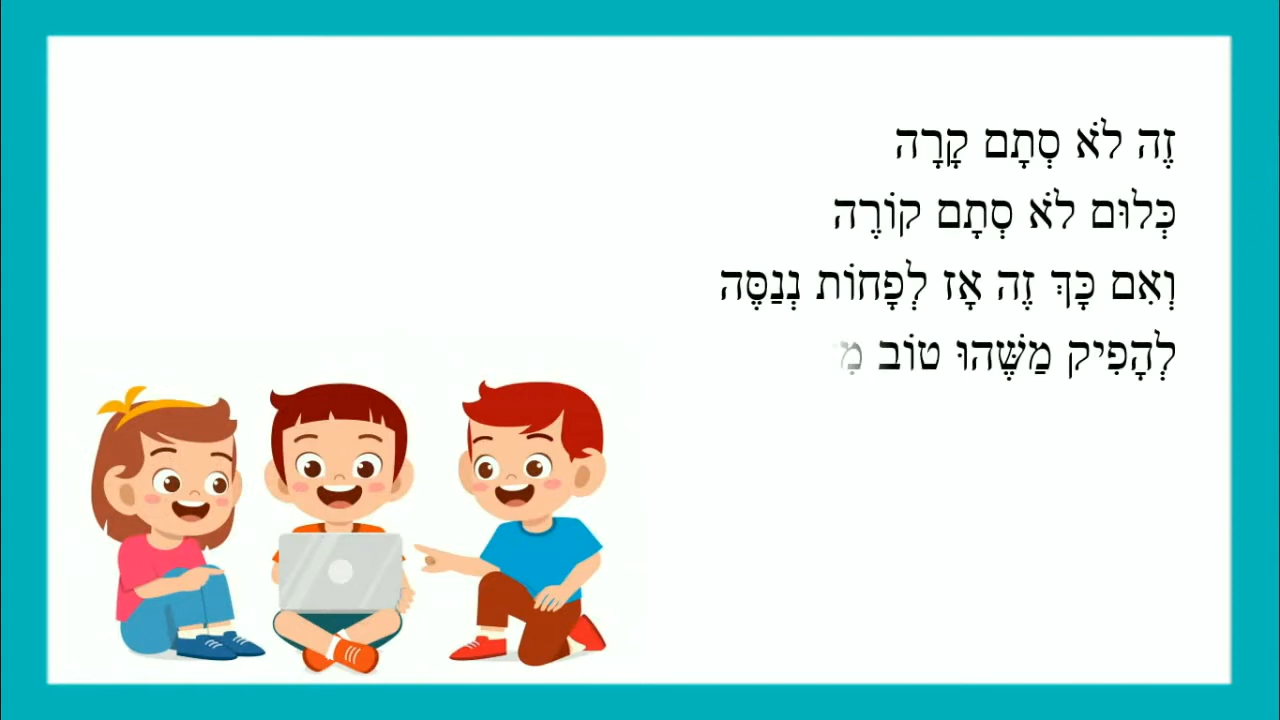 זֶה לֹא סְתָם קָרָה
כְּלוּם לֹא סְתָם קוֹרֶה
וְאִם כָּךְ זֶה אָז לְפָחוֹת נְנַסֶּה
לְהָפִיק מַשֶּׁהוּ טוֹב מִ